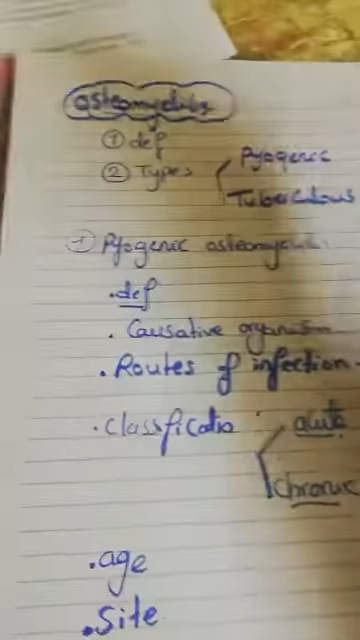 osteomyelitis
① def
② Types
Pyogenic
Tuberculous
① Pyogenic osteomyelitis
. def
. Causative organism
. Routes of infection.
. Classificatio
acute
chronic
. age
. Site